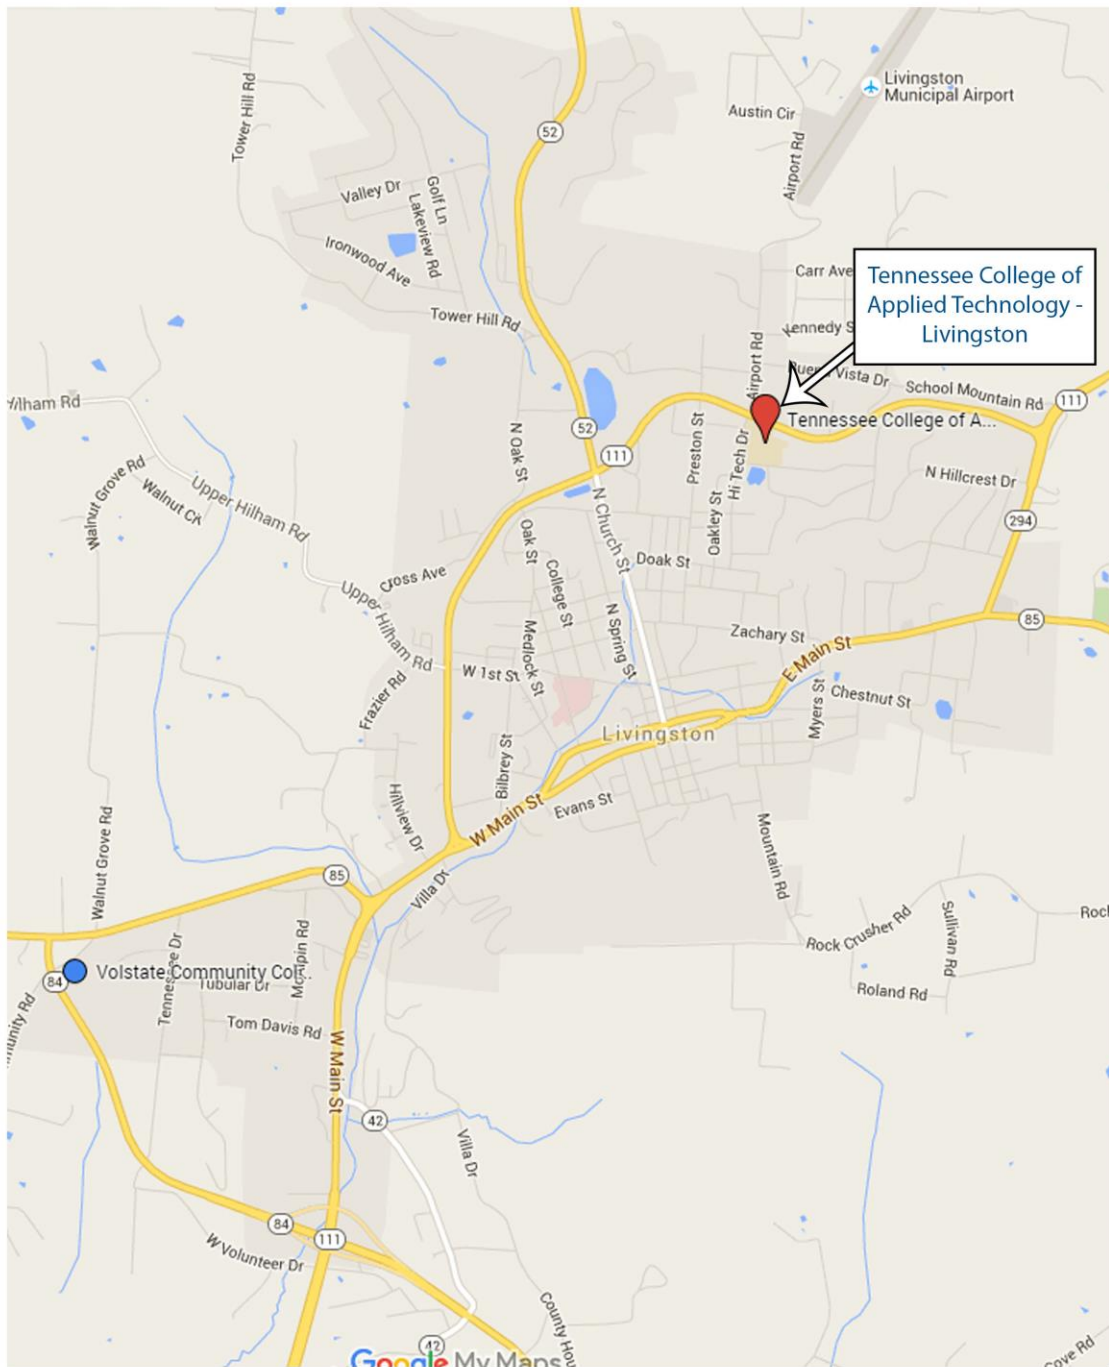 Livingston
Municipal Airport
Austin Cir
Tower Hill Rd
52
Airport Rd
Valley Dr
Golf Ln
Lakeview Rd
Ironwood Ave
Tennessee College of
Applied Technology -
Livingston
Carr Ave
Tower Hill Rd
Kennedy S
Airport Rd
Vista Dr
School Mountain Rd
111
Tennessee College of A...
52
111
N Oak St
Preston St
Hi Tech Dr
Walnut Grove Rd
Upper Hilham Rd
N Hillcrest Dr
N Church St
Oakley St
294
Oak St
Doak St
College St
Cross Ave
Upper Hilham Rd
N Spring St
Medlock St
Zachary St
85
E Main St
W 1st St
Frazier Rd
Myers St
Chestnut St
Livingston
Bilbrey St
Hillview Dr
W Main St
Evans St
Mountain Rd
Walnut Grove Rd
85
Villa Dr
Rock Crusher Rd
Sullivan Rd
Roland Rd
Volstate Community Col...
84
Tennessee Dr
Tubular Dr
Tom Davis Rd
W Main St
42
Villa Dr
84
111
W Volunteer Dr
County Hou
42
Google My Maps
Cove Rd